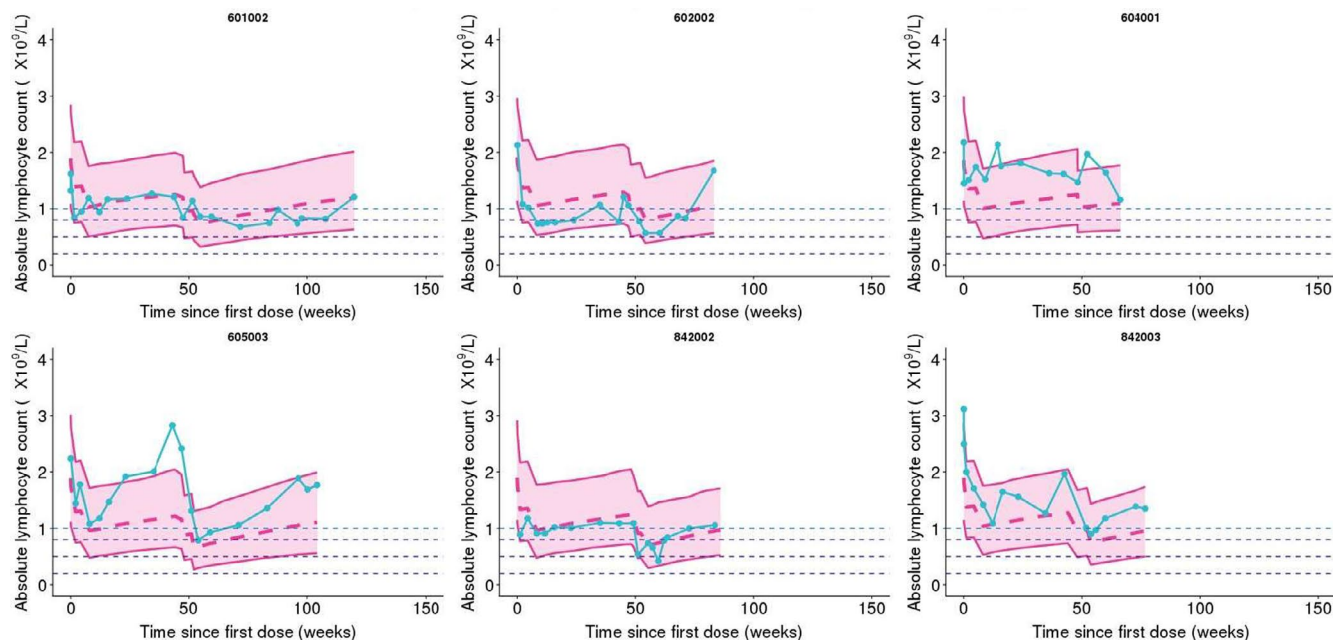 601002
602002
604001
Absolute lymphocyte count ( X10⁹/L)
4
3
2
1
0
Absolute lymphocyte count ( X10⁹/L)
4
3
2
1
0
Absolute lymphocyte count ( X10⁹/L)
4
3
2
1
0
0 50 100 150
0 50 100 150
0 50 100 150
Time since first dose (weeks)
Time since first dose (weeks)
Time since first dose (weeks)
605003
842002
842003
Absolute lymphocyte count ( X10⁹/L)
4
3
2
1
0
Absolute lymphocyte count ( X10⁹/L)
4
3
2
1
0
Absolute lymphocyte count ( X10⁹/L)
4
3
2
1
0
0 50 100 150
0 50 100 150
0 50 100 150
Time since first dose (weeks)
Time since first dose (weeks)
Time since first dose (weeks)